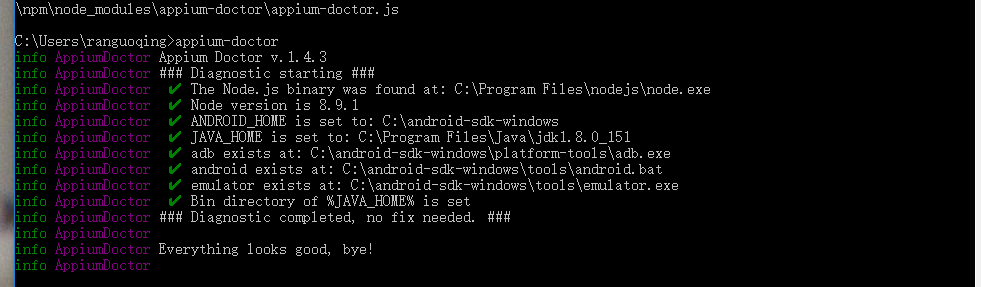 \npm\node_modules\appium-doctor\appium-doctor.js
C:\Users\ranguoqing>appium-doctor
info AppiumDoctor Appium Doctor v.1.4.3
info AppiumDoctor ### Diagnostic starting ###
info AppiumDoctor ✔ The Node.js binary was found at: C:\Program Files\nodejs\node.exe
info AppiumDoctor ✔ Node version is 8.9.1
info AppiumDoctor ✔ ANDROID_HOME is set to: C:\android-sdk-windows
info AppiumDoctor ✔ JAVA_HOME is set to: C:\Program Files\Java\jdk1.8.0_151
info AppiumDoctor ✔ adb exists at: C:\android-sdk-windows\platform-tools\adb.exe
info AppiumDoctor ✔ android exists at: C:\android-sdk-windows\tools\android.bat
info AppiumDoctor ✔ emulator exists at: C:\android-sdk-windows\tools\emulator.exe
info AppiumDoctor ✔ Bin directory of %JAVA_HOME% is set
info AppiumDoctor ### Diagnostic completed, no fix needed. ###
info AppiumDoctor
info AppiumDoctor Everything looks good, bye!
info AppiumDoctor